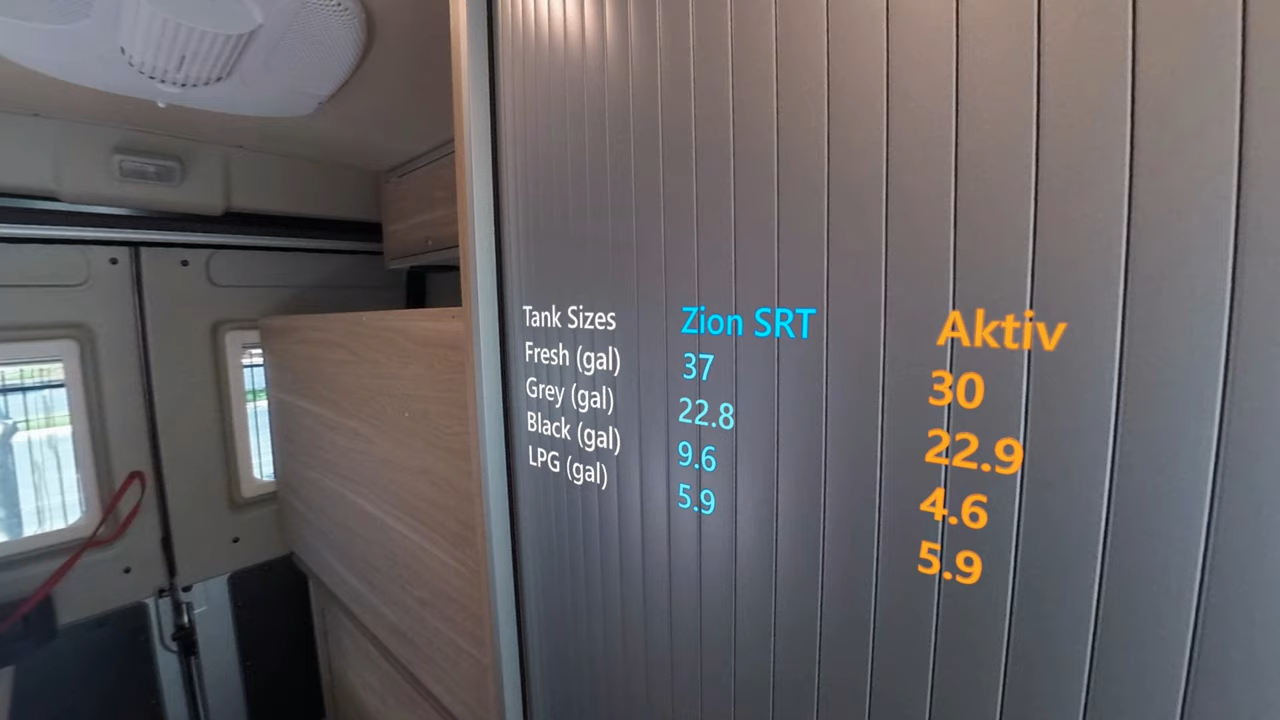 Tank Sizes Zion SRT Aktiv
Fresh (gal) 37 30
Grey (gal) 22.8 22.9
Black (gal) 9.6 4.6
LPG (gal) 5.9 5.9